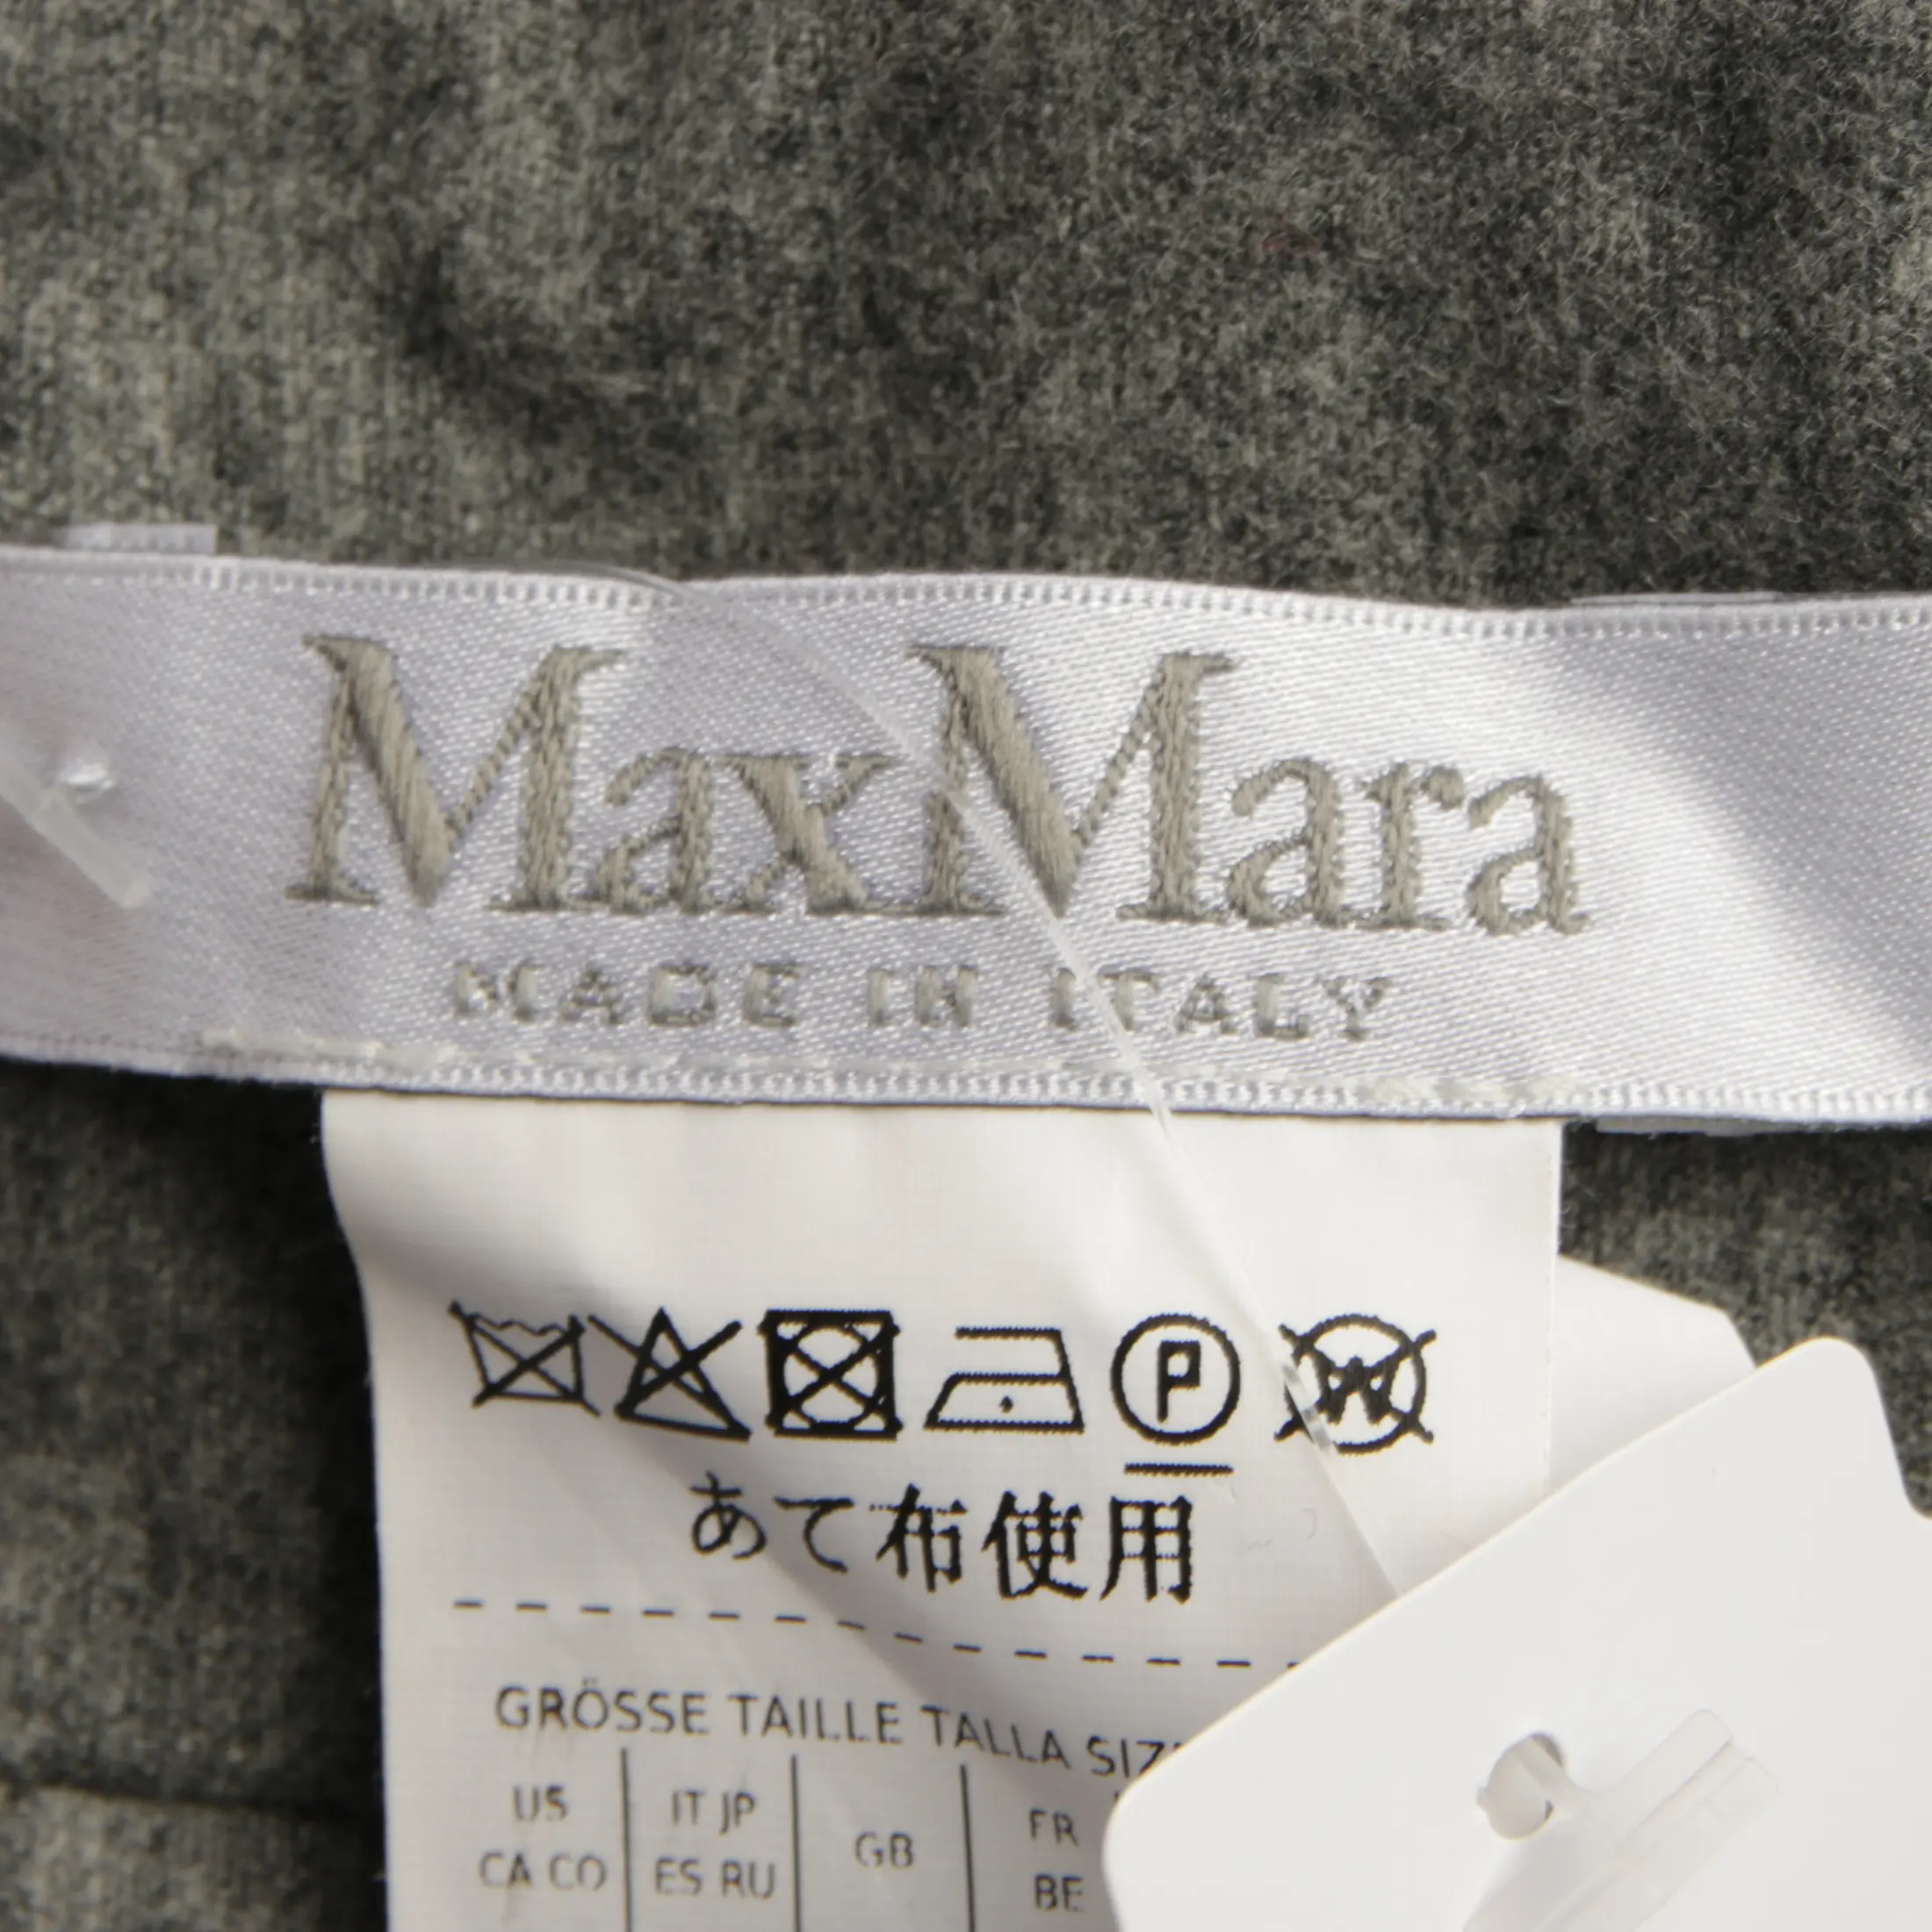 MaxMara
MADE IN ITALY
P W
あて布使用
GRÖSSE TAILLE TALLA
US IT JP GB FR
CA CO ES RU BE